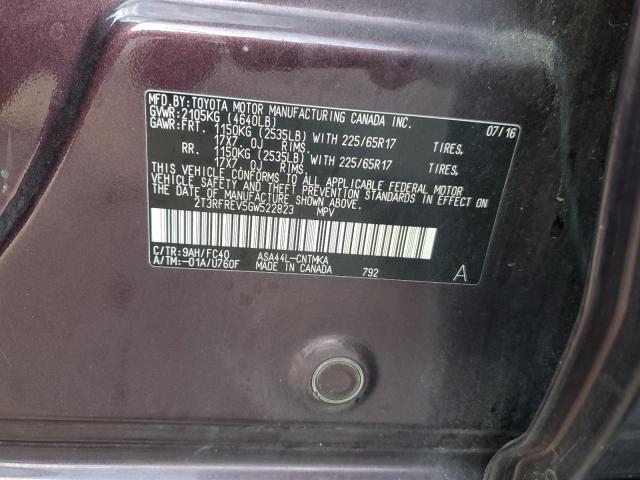 MFD.BY:TOYOTA MOTOR MANUFACTURING CANADA INC. 07/16
GVWR:2105KG (4640LB)
GAWR:FRT. 1150KG (2535LB) WITH 225/65R17 TIRES,
17X7.0J RIMS,
RR. 1150KG (2535LB) WITH 225/65R17 TIRES,
17X7.0J RIMS,
THIS VEHICLE CONFORMS TO ALL APPLICABLE FEDERAL MOTOR
VEHICLE SAFETY AND THEFT PREVENTION STANDARDS IN EFFECT ON
THE DATE OF MANUFACTURE SHOWN ABOVE.
2T3RFREV5GW522823 MPV
C/TR:9AH/FC40 ASA44L-CNTMKA
A/TM:-01A/U760F MADE IN CANADA 792 A